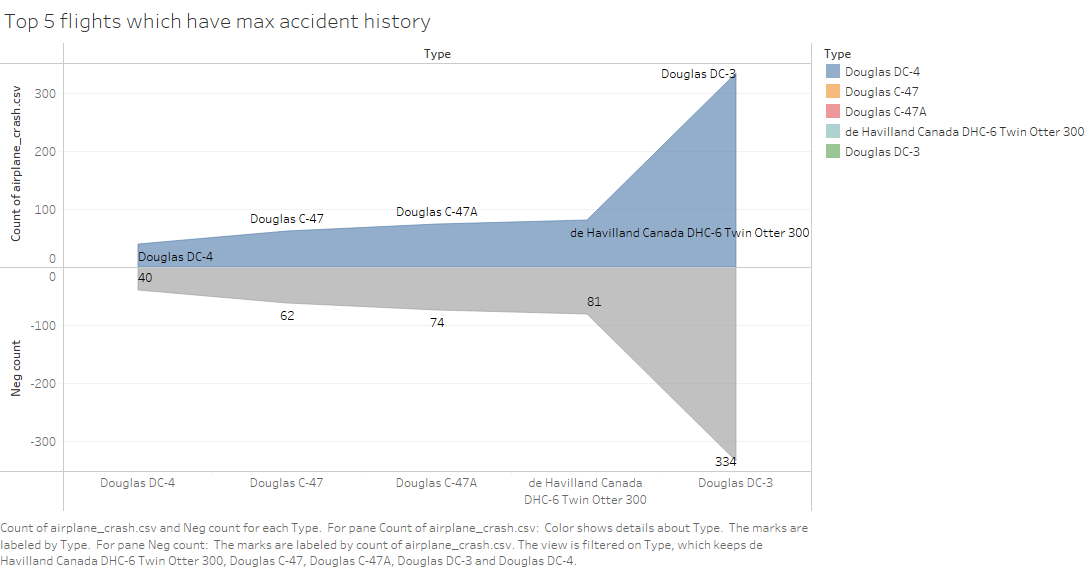 Top 5 flights which have max accident history
Type
Count of airplane_crash.csv
300
200
100
0
Douglas DC-4
Douglas C-47
Douglas C-47A
de Havilland Canada DHC-6 Twin Otter 300
Douglas DC-3
Neg count
0
-100
-200
-300
40
62
74
81
334
Douglas DC-4
Douglas C-47
Douglas C-47A
de Havilland Canada
DHC-6 Twin Otter 300
Douglas DC-3
Type
Douglas DC-4
Douglas C-47
Douglas C-47A
de Havilland Canada DHC-6 Twin Otter 300
Douglas DC-3
Count of airplane_crash.csv and Neg count for each Type.  For pane Count of airplane_crash.csv:  Color shows details about Type.  The marks are
labeled by Type.  For pane Neg count:  The marks are labeled by count of airplane_crash.csv. The view is filtered on Type, which keeps de
Havilland Canada DHC-6 Twin Otter 300, Douglas C-47, Douglas C-47A, Douglas DC-3 and Douglas DC-4.